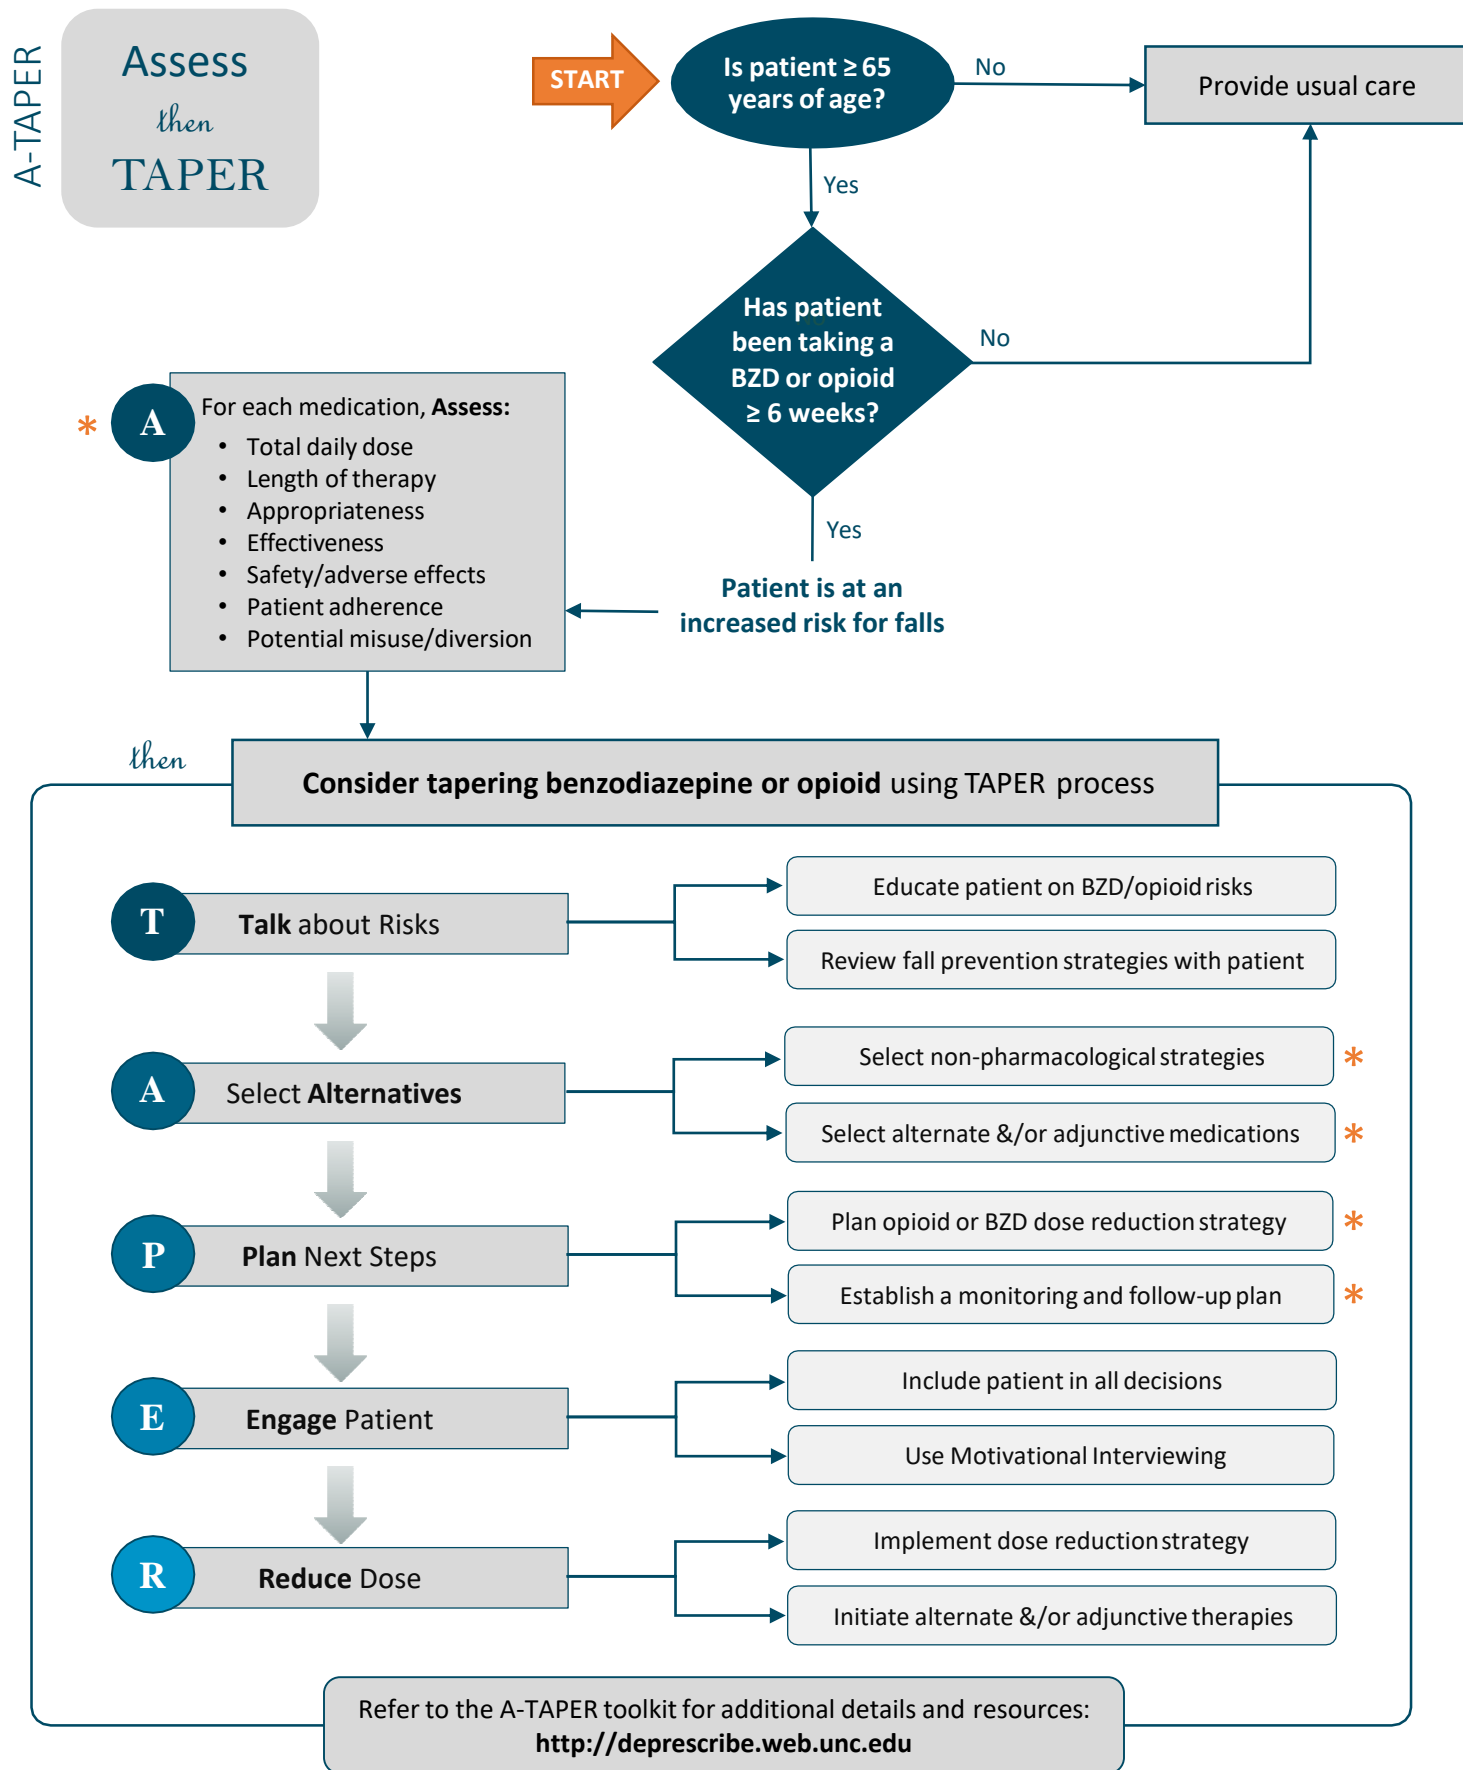 A-TAPER
Assess
then
TAPER
START
Is patient ≥ 65
years of age?
No
Provide usual care
Yes
Has patient
been taking a
BZD or opioid
≥ 6 weeks?
No
Yes
Patient is at an
increased risk for falls
*
A
For each medication, Assess:
• Total daily dose
• Length of therapy
• Appropriateness
• Effectiveness
• Safety/adverse effects
• Patient adherence
• Potential misuse/diversion
then
Consider tapering benzodiazepine or opioid using TAPER process
T
Talk about Risks
Educate patient on BZD/opioid risks
Review fall prevention strategies with patient
A
Select Alternatives
Select non-pharmacological strategies *
Select alternate &/or adjunctive medications *
P
Plan Next Steps
Plan opioid or BZD dose reduction strategy *
Establish a monitoring and follow-up plan *
E
Engage Patient
Include patient in all decisions
Use Motivational Interviewing
R
Reduce Dose
Implement dose reduction strategy
Initiate alternate &/or adjunctive therapies
Refer to the A-TAPER toolkit for additional details and resources:
http://deprescribe.web.unc.edu